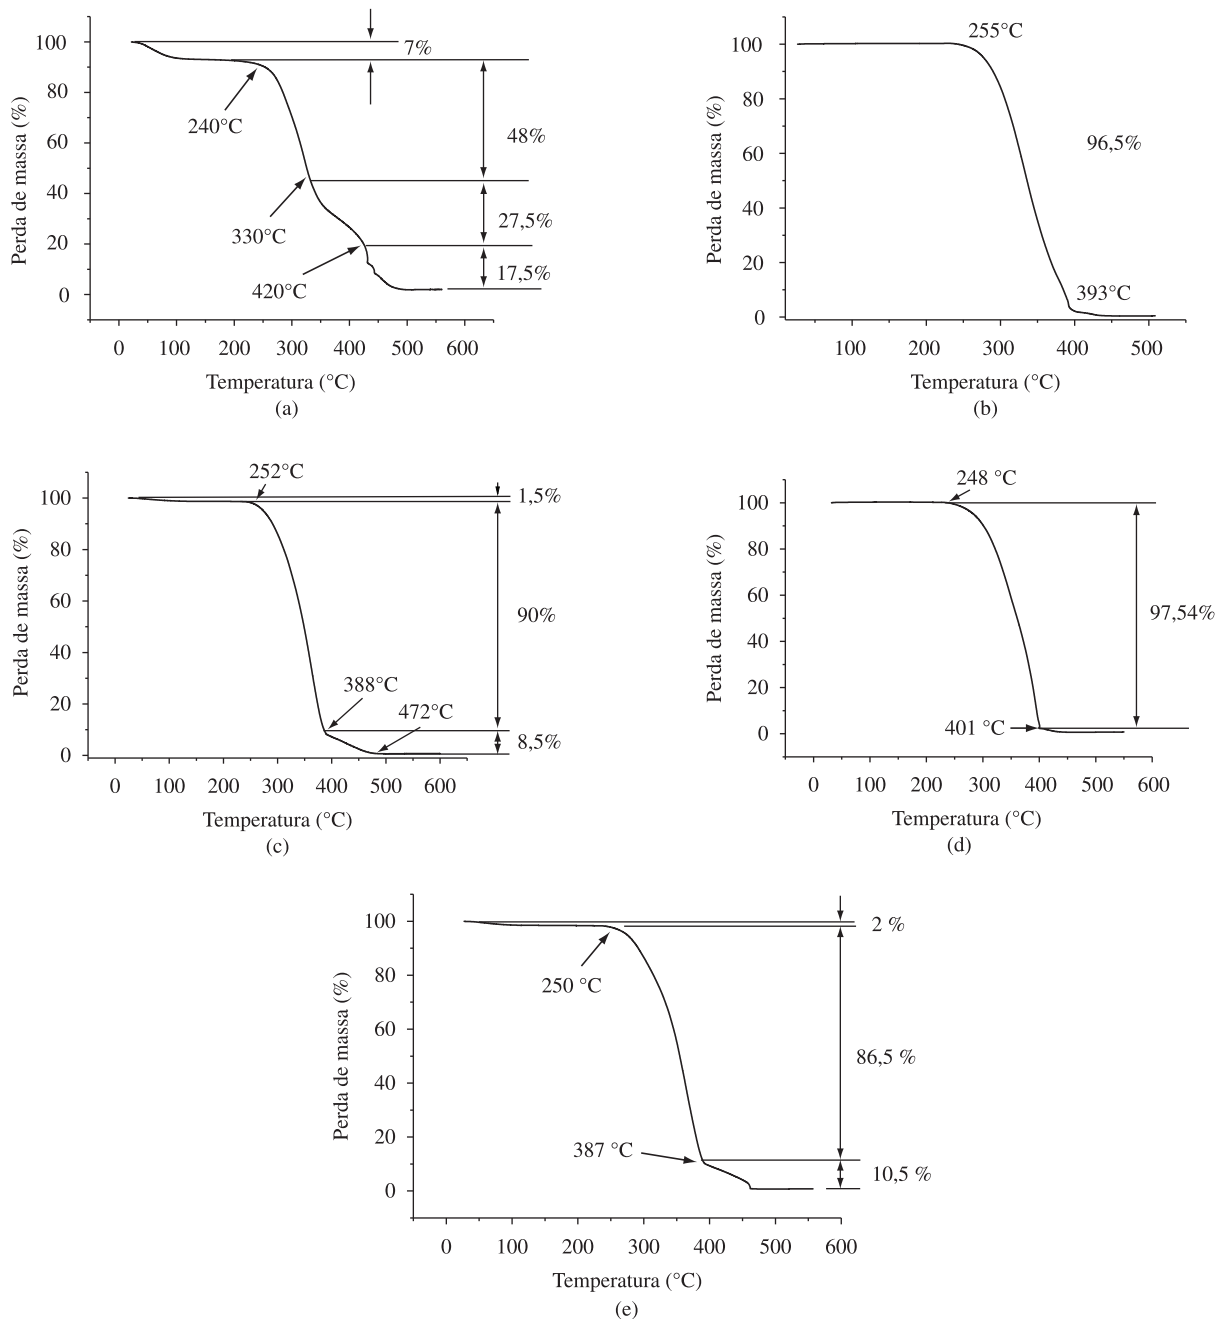 100
80
60
40
20
0
Perda de massa (%)
7%
48%
27,5%
17,5%
240°C
330°C
420°C
0 100 200 300 400 500 600
Temperatura (°C)
(a)
100
80
60
40
20
0
Perda de massa (%)
255°C
96,5%
393°C
100 200 300 400 500
Temperatura (°C)
(b)
100
80
60
40
20
0
Perda de massa (%)
252°C
1,5%
90%
388°C
472°C
8,5%
0 100 200 300 400 500 600
Temperatura (°C)
(c)
100
80
60
40
20
0
Perda de massa (%)
248 °C
97,54%
401 °C
0 100 200 300 400 500 600
Temperatura (°C)
(d)
100
80
60
40
20
0
Perda de massa (%)
2 %
250 °C
86,5 %
387 °C
10,5 %
0 100 200 300 400 500 600
Temperatura (°C)
(e)